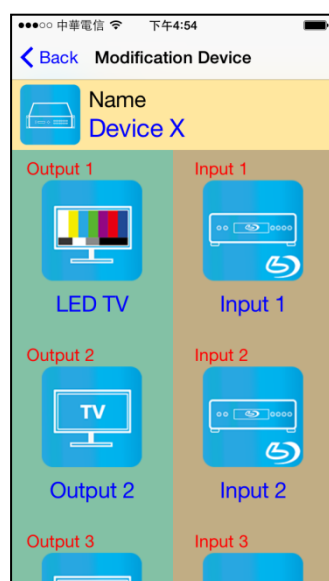 中華電信 下午4:54
Back Modification Device
Name
Device X
Output 1 Input 1
LED TV Input 1
Output 2 Input 2
TV
Output 2 Input 2
Output 3 Input 3